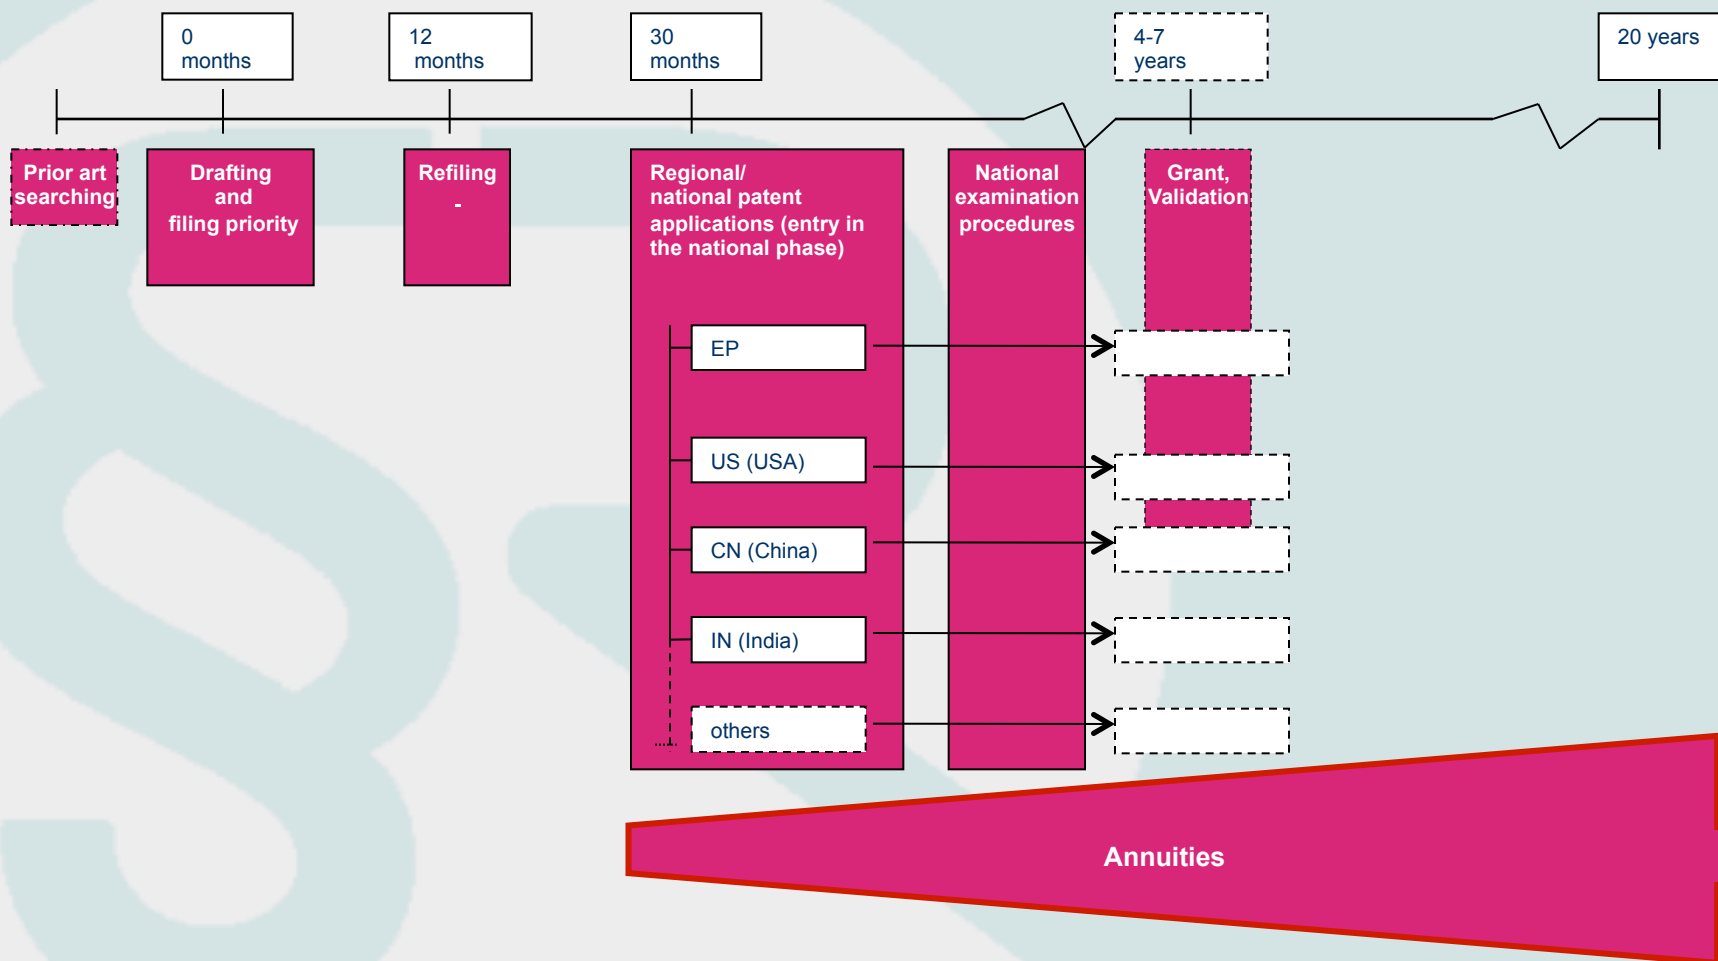 0
months
12
months
30
months
4-7
years
20 years
Prior art
searching
Drafting
and
filing priority
Refiling
-
Regional/
national patent
applications (entry in
the national phase)
National
examination
procedures
Grant,
Validation
EP
US (USA)
CN (China)
IN (India)
others
Annuities